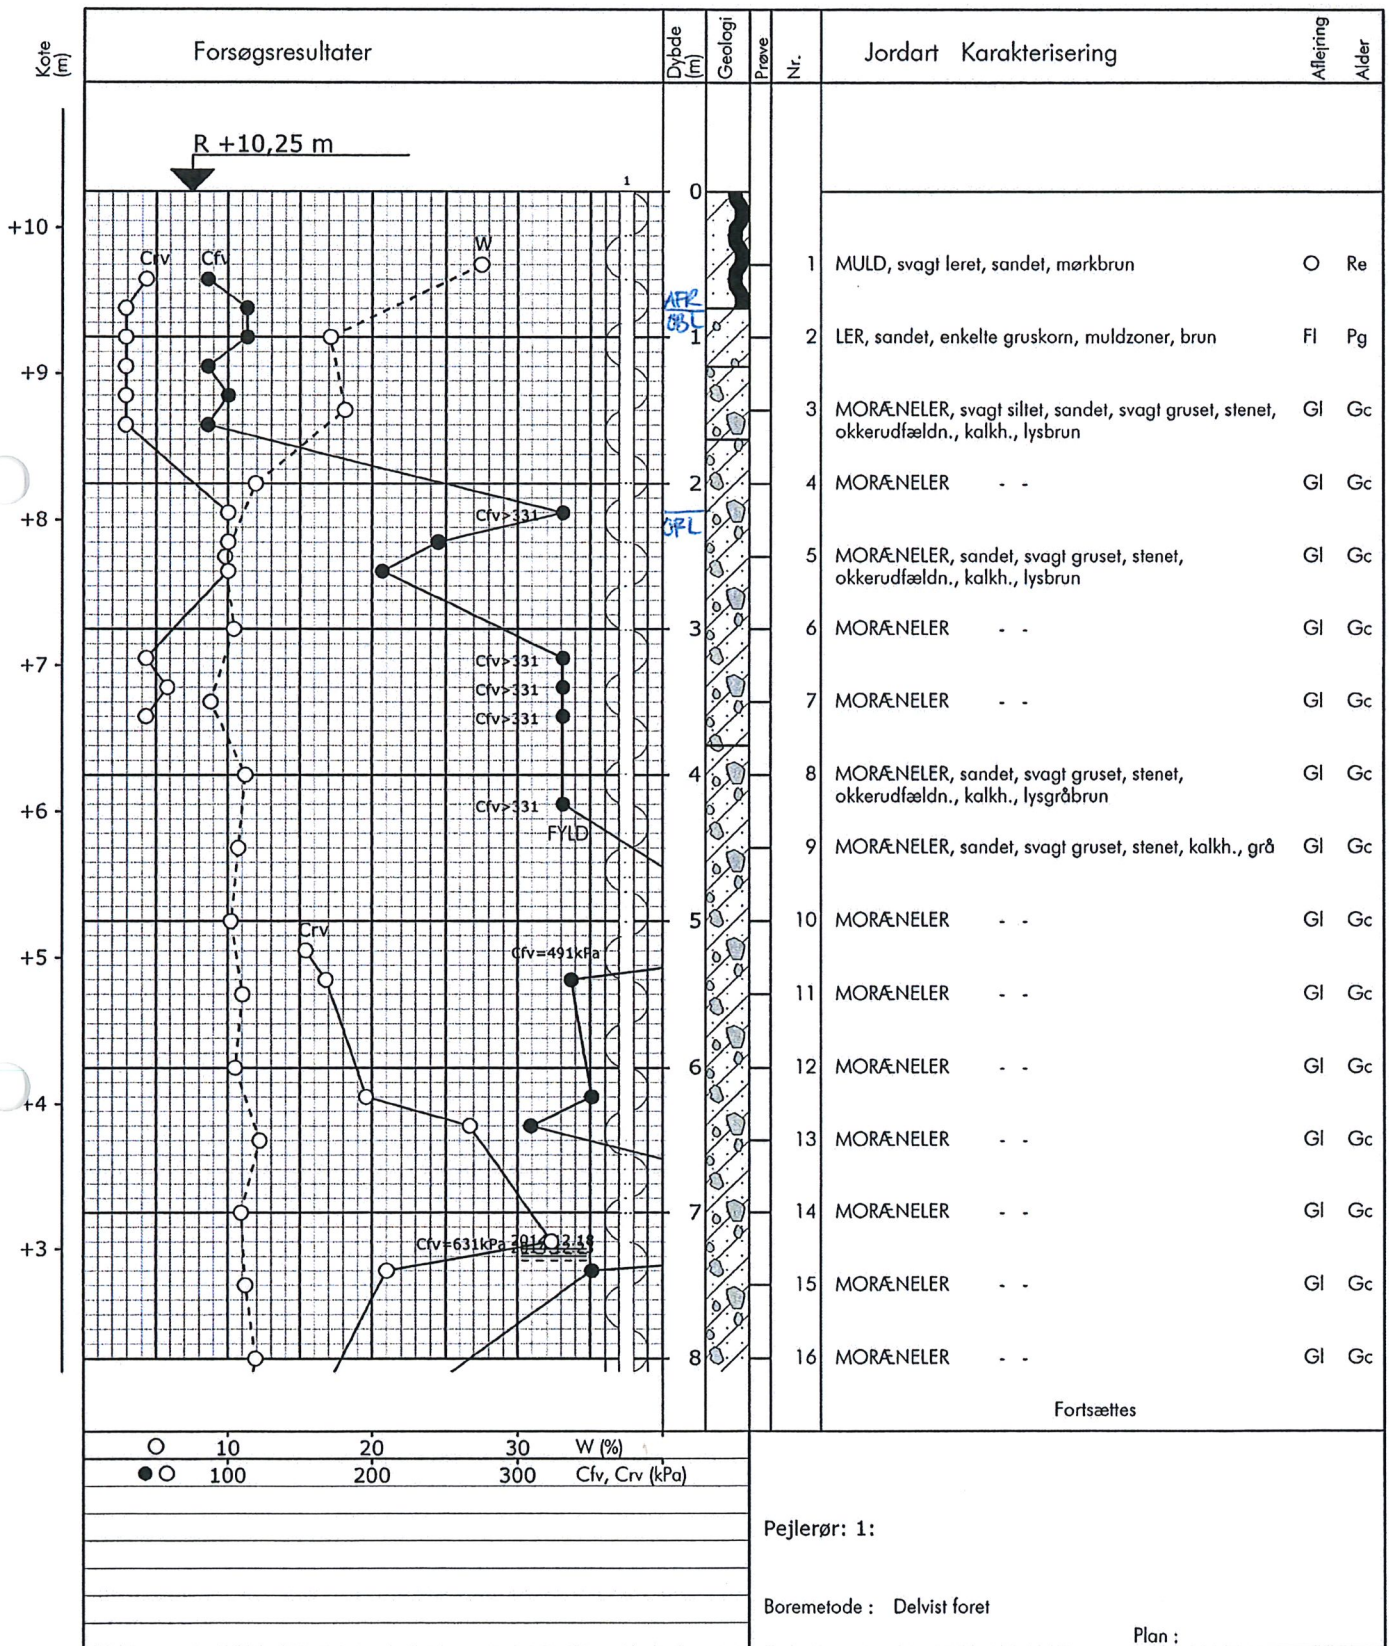 Kote (m)
Forsøgsresultater
Dybde (m)
Geologi
Prøve
Nr.
Jordart Karakterisering
Aflejring
Alder
R +10,25 m
1
0
+10
Crv Cfv W
1 MULD, svagt leret, sandet, mørkbrun O Re
AFR
OBL
1
2 LER, sandet, enkelte gruskorn, muldzoner, brun Fl Pg
+9
3 MORÆNELER, svagt siltet, sandet, svagt gruset, stenet, Gl Gc
okkerudfældn., kalkh., lysbrun
2
4 MORÆNELER - - Gl Gc
+8
Cfv>331
OFL
5 MORÆNELER, sandet, svagt gruset, stenet, Gl Gc
okkerudfældn., kalkh., lysbrun
3
6 MORÆNELER - - Gl Gc
+7
Cfv>331
Cfv>331
7 MORÆNELER - - Gl Gc
Cfv>331
4
8 MORÆNELER, sandet, svagt gruset, stenet, Gl Gc
okkerudfældn., kalkh., lysgråbrun
+6
Cfv>331
FYLD
9 MORÆNELER, sandet, svagt gruset, stenet, kalkh., grå Gl Gc
5
10 MORÆNELER - - Gl Gc
Crv
+5
Cfv=491kPa
11 MORÆNELER - - Gl Gc
6
12 MORÆNELER - - Gl Gc
+4
13 MORÆNELER - - Gl Gc
7
14 MORÆNELER - - Gl Gc
+3
Cfv=631kPa
15 MORÆNELER - - Gl Gc
8
16 MORÆNELER - - Gl Gc
Fortsættes
10 20 30 W (%)
100 200 300 Cfv, Crv (kPa)
Pejlerør: 1:
Boremetode : Delvist foret
Plan :